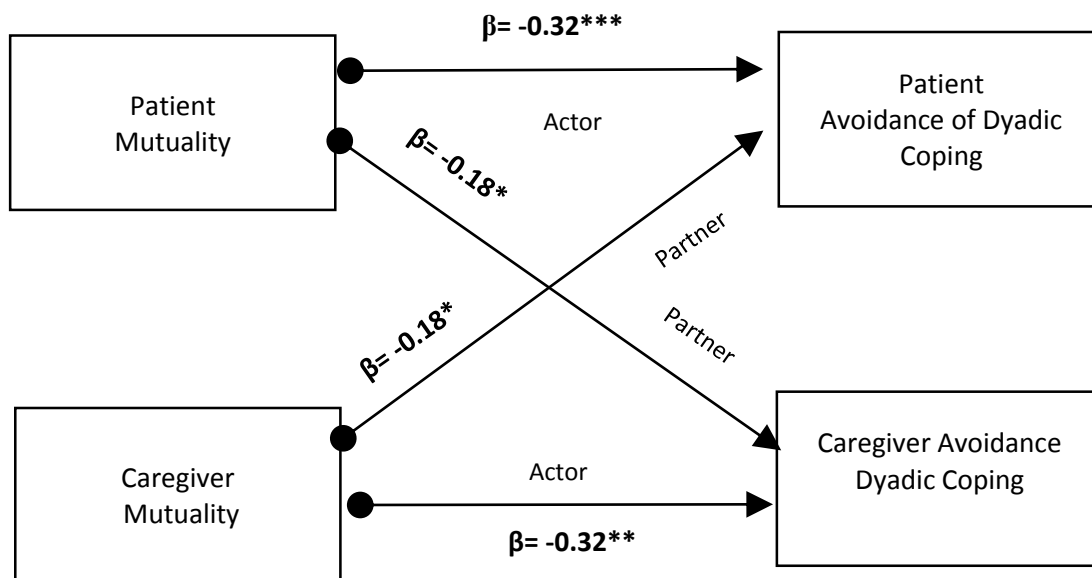 β= -0.32***
Patient
Mutuality
Actor
Patient
Avoidance of Dyadic
Coping
β= -0.18*
Partner
β= -0.18*
Partner
Caregiver
Mutuality
Actor
β= -0.32**
Caregiver Avoidance
Dyadic Coping